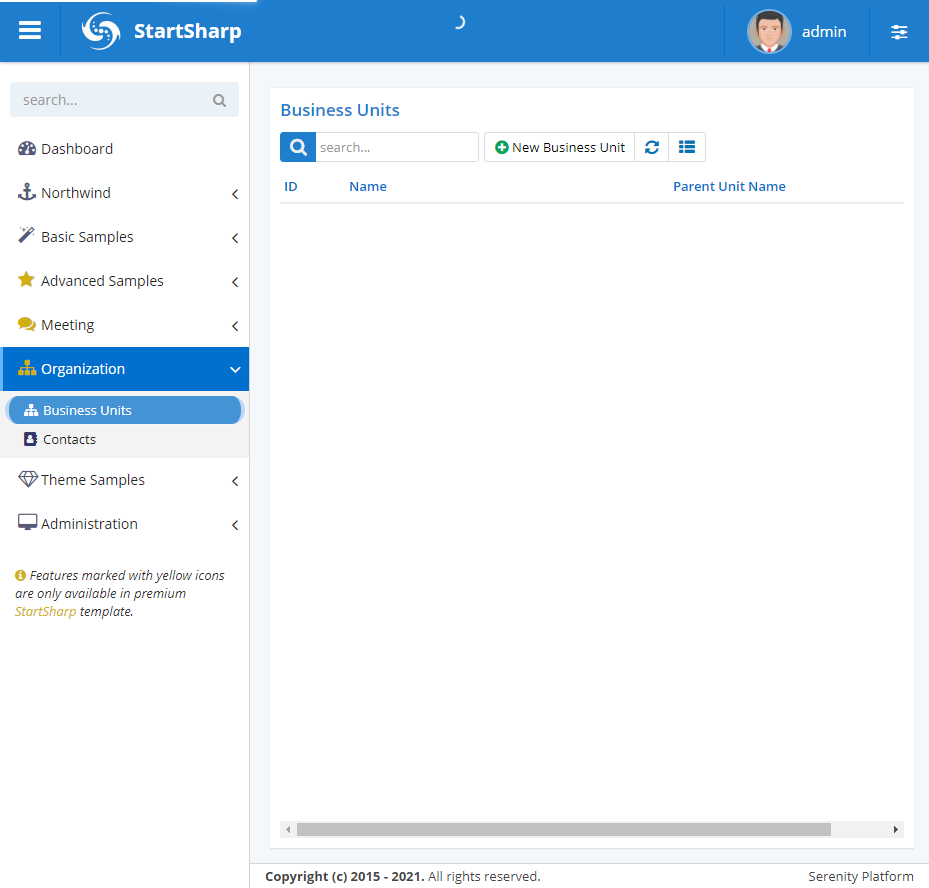 StartSharp
admin
search...
Dashboard
Northwind
Basic Samples
Advanced Samples
Meeting
Organization
Business Units
Contacts
Theme Samples
Administration
Features marked with yellow icons
are only available in premium
StartSharp template.
Business Units
search...
New Business Unit
ID Name Parent Unit Name
Copyright (c) 2015 - 2021. All rights reserved.
Serenity Platform